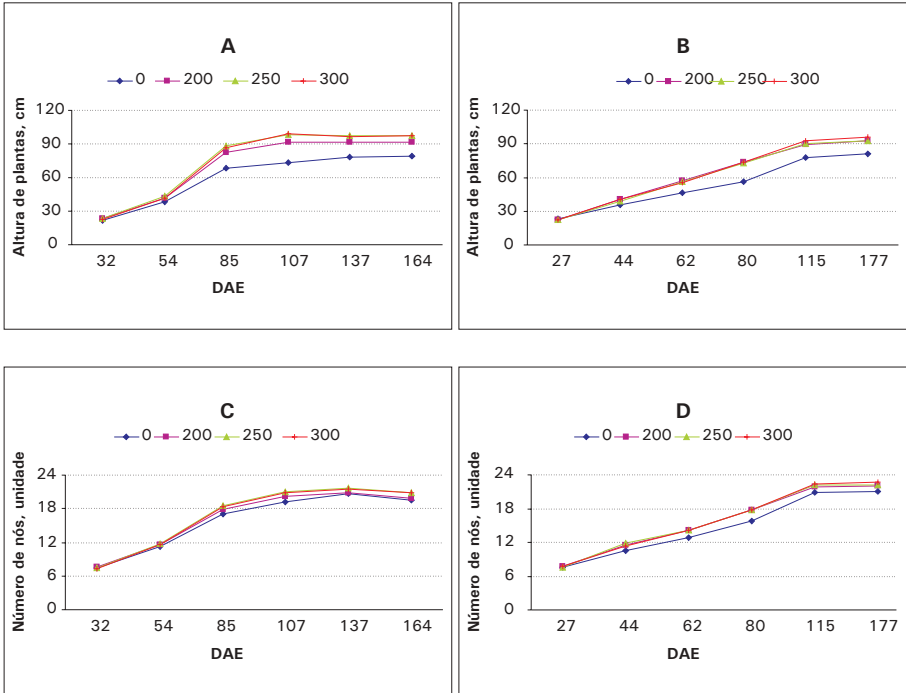 A
0 200 250 300
Altura de plantas, cm
120
90
60
30
0
32 54 85 107 137 164
DAE
B
0 200 250 300
Altura de plantas, cm
120
90
60
30
0
27 44 62 80 115 177
DAE
C
0 200 250 300
Número de nós, unidade
24
18
12
6
0
32 54 85 107 137 164
DAE
D
0 200 250 300
Número de nós, unidade
24
18
12
6
0
27 44 62 80 115 177
DAE